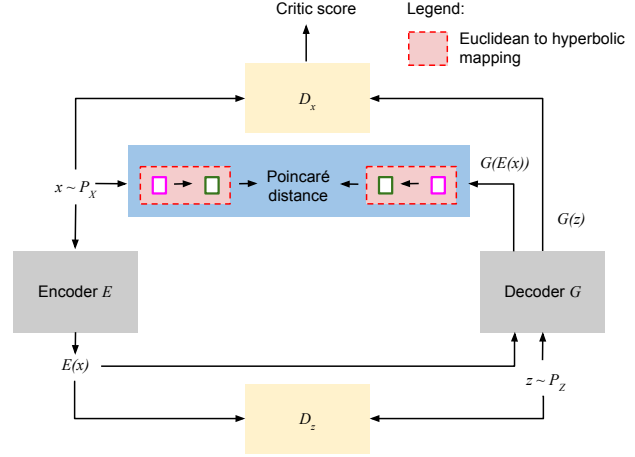 Critic score
Legend:
Euclidean to hyperbolic
mapping
D_x
x ~ P_X
Poincaré
distance
G(E(x))
G(z)
Encoder E
Decoder G
E(x)
z ~ P_Z
D_z